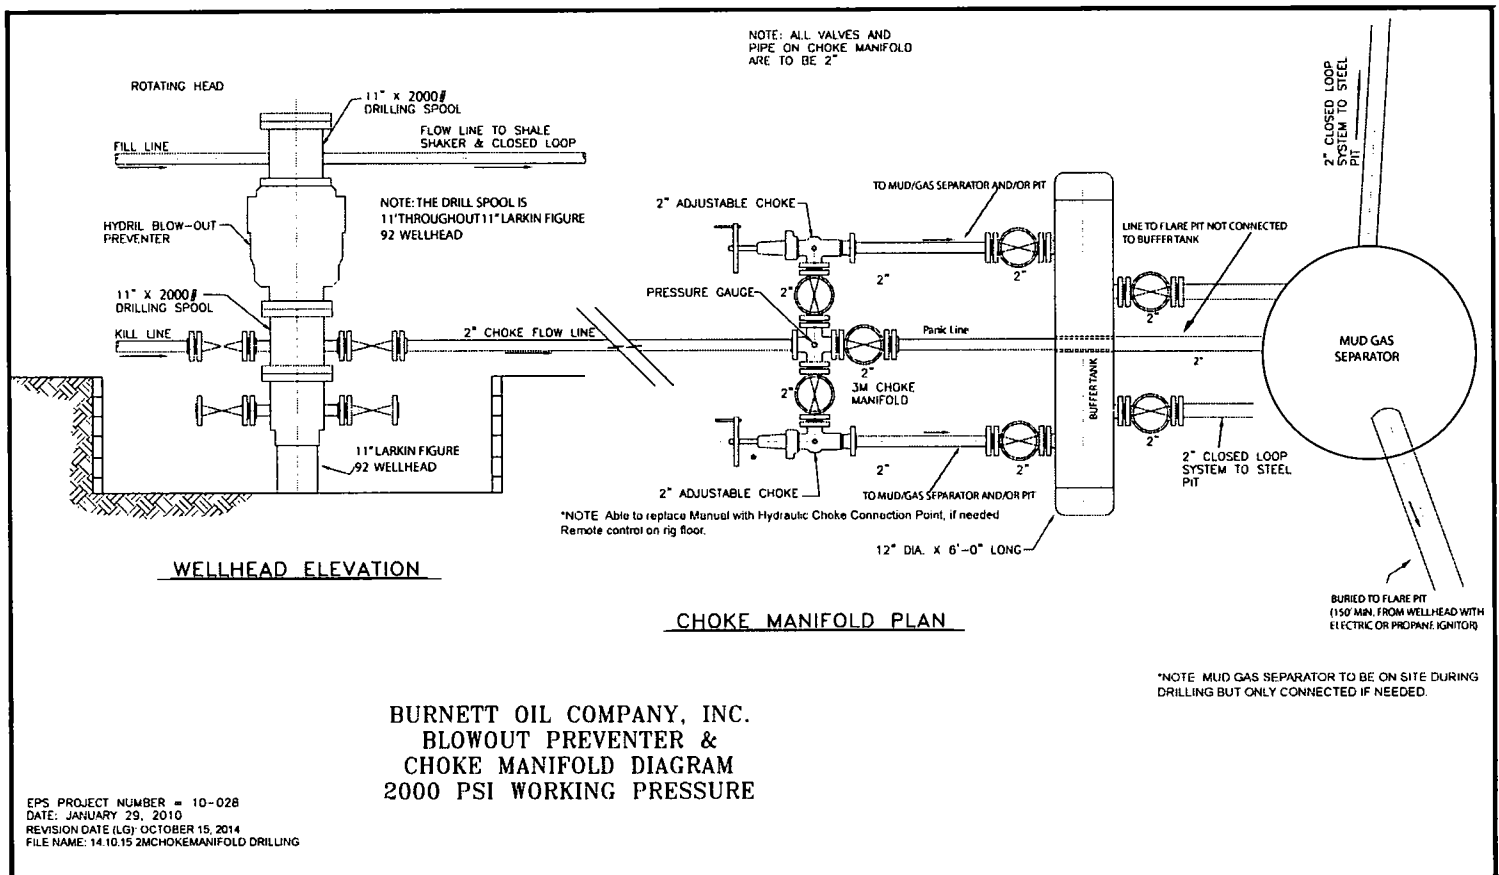 NOTE: ALL VALVES AND
PIPE ON CHOKE MANIFOLD
ARE TO BE 2"
ROTATING HEAD
11" X 2000#
DRILLING SPOOL
FILL LINE
FLOW LINE TO SHALE
SHAKER & CLOSED LOOP
NOTE: THE DRILL SPOOL IS
11'THROUGHOUT 11" LARKIN FIGURE
92 WELLHEAD
HYDRIL BLOW-OUT
PREVENTER
11" X 2000#
DRILLING SPOOL
KILL LINE
2" CHOKE FLOW LINE
11" LARKIN FIGURE
92 WELLHEAD
WELLHEAD ELEVATION
2" ADJUSTABLE CHOKE
TO MUD/GAS SEPARATOR AND/OR PIT
2"
2"
2"
PRESSURE GAUGE
Panic Line
2"
3M CHOKE
MANIFOLD
2"
2"
2"
*
2" ADJUSTABLE CHOKE
TO MUD/GAS SEPARATOR AND/OR PIT
*NOTE Able to replace Manual with Hydraulic Choke Connection Point, if needed
Remote control on rig floor.
BUFFER TANK
12" DIA. X 6'-0" LONG
CHOKE MANIFOLD PLAN
LINE TO FLARE PIT NOT CONNECTED
TO BUFFER TANK
2"
2"
2"
2" CLOSED LOOP
SYSTEM TO STEEL
PIT
2" CLOSED LOOP
SYSTEM TO STEEL
PIT
MUD GAS
SEPARATOR
BURIED TO FLARE PIT
(150' MIN. FROM WELLHEAD WITH
ELECTRIC OR PROPANE IGNITOR)
*NOTE MUD GAS SEPARATOR TO BE ON SITE DURING
DRILLING BUT ONLY CONNECTED IF NEEDED.
BURNETT OIL COMPANY, INC.
BLOWOUT PREVENTER &
CHOKE MANIFOLD DIAGRAM
2000 PSI WORKING PRESSURE
EPS PROJECT NUMBER = 10-028
DATE: JANUARY 29, 2010
REVISION DATE (LG): OCTOBER 15, 2014
FILE NAME: 14.10.15 2MCHOKEMANIFOLD DRILLING